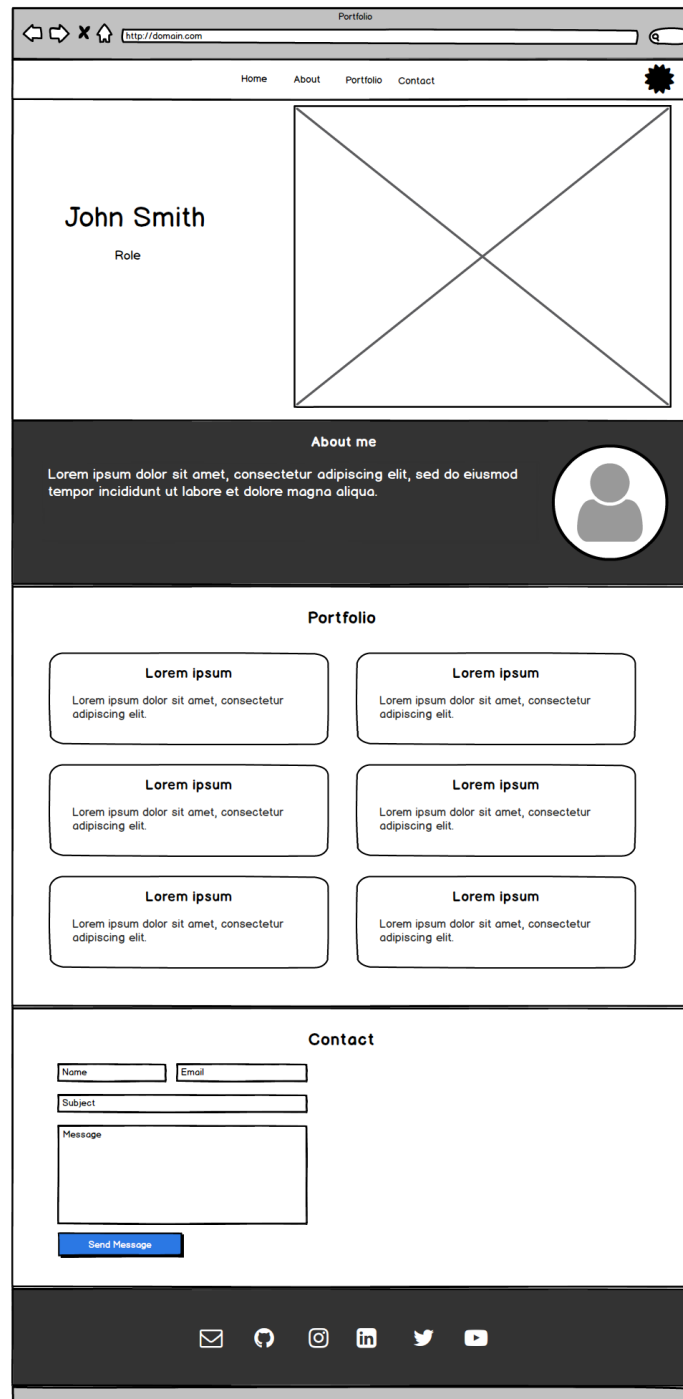 Portfolio
http://domain.com
Home About Portfolio Contact
John Smith
Role
About me
Lorem ipsum dolor sit amet, consectetur adipiscing elit, sed do eiusmod
tempor incididunt ut labore et dolore magna aliqua.
Portfolio
Lorem ipsum
Lorem ipsum dolor sit amet, consectetur
adipiscing elit.
Lorem ipsum
Lorem ipsum dolor sit amet, consectetur
adipiscing elit.
Lorem ipsum
Lorem ipsum dolor sit amet, consectetur
adipiscing elit.
Lorem ipsum
Lorem ipsum dolor sit amet, consectetur
adipiscing elit.
Lorem ipsum
Lorem ipsum dolor sit amet, consectetur
adipiscing elit.
Lorem ipsum
Lorem ipsum dolor sit amet, consectetur
adipiscing elit.
Contact
Name Email
Subject
Message
Send Message
in